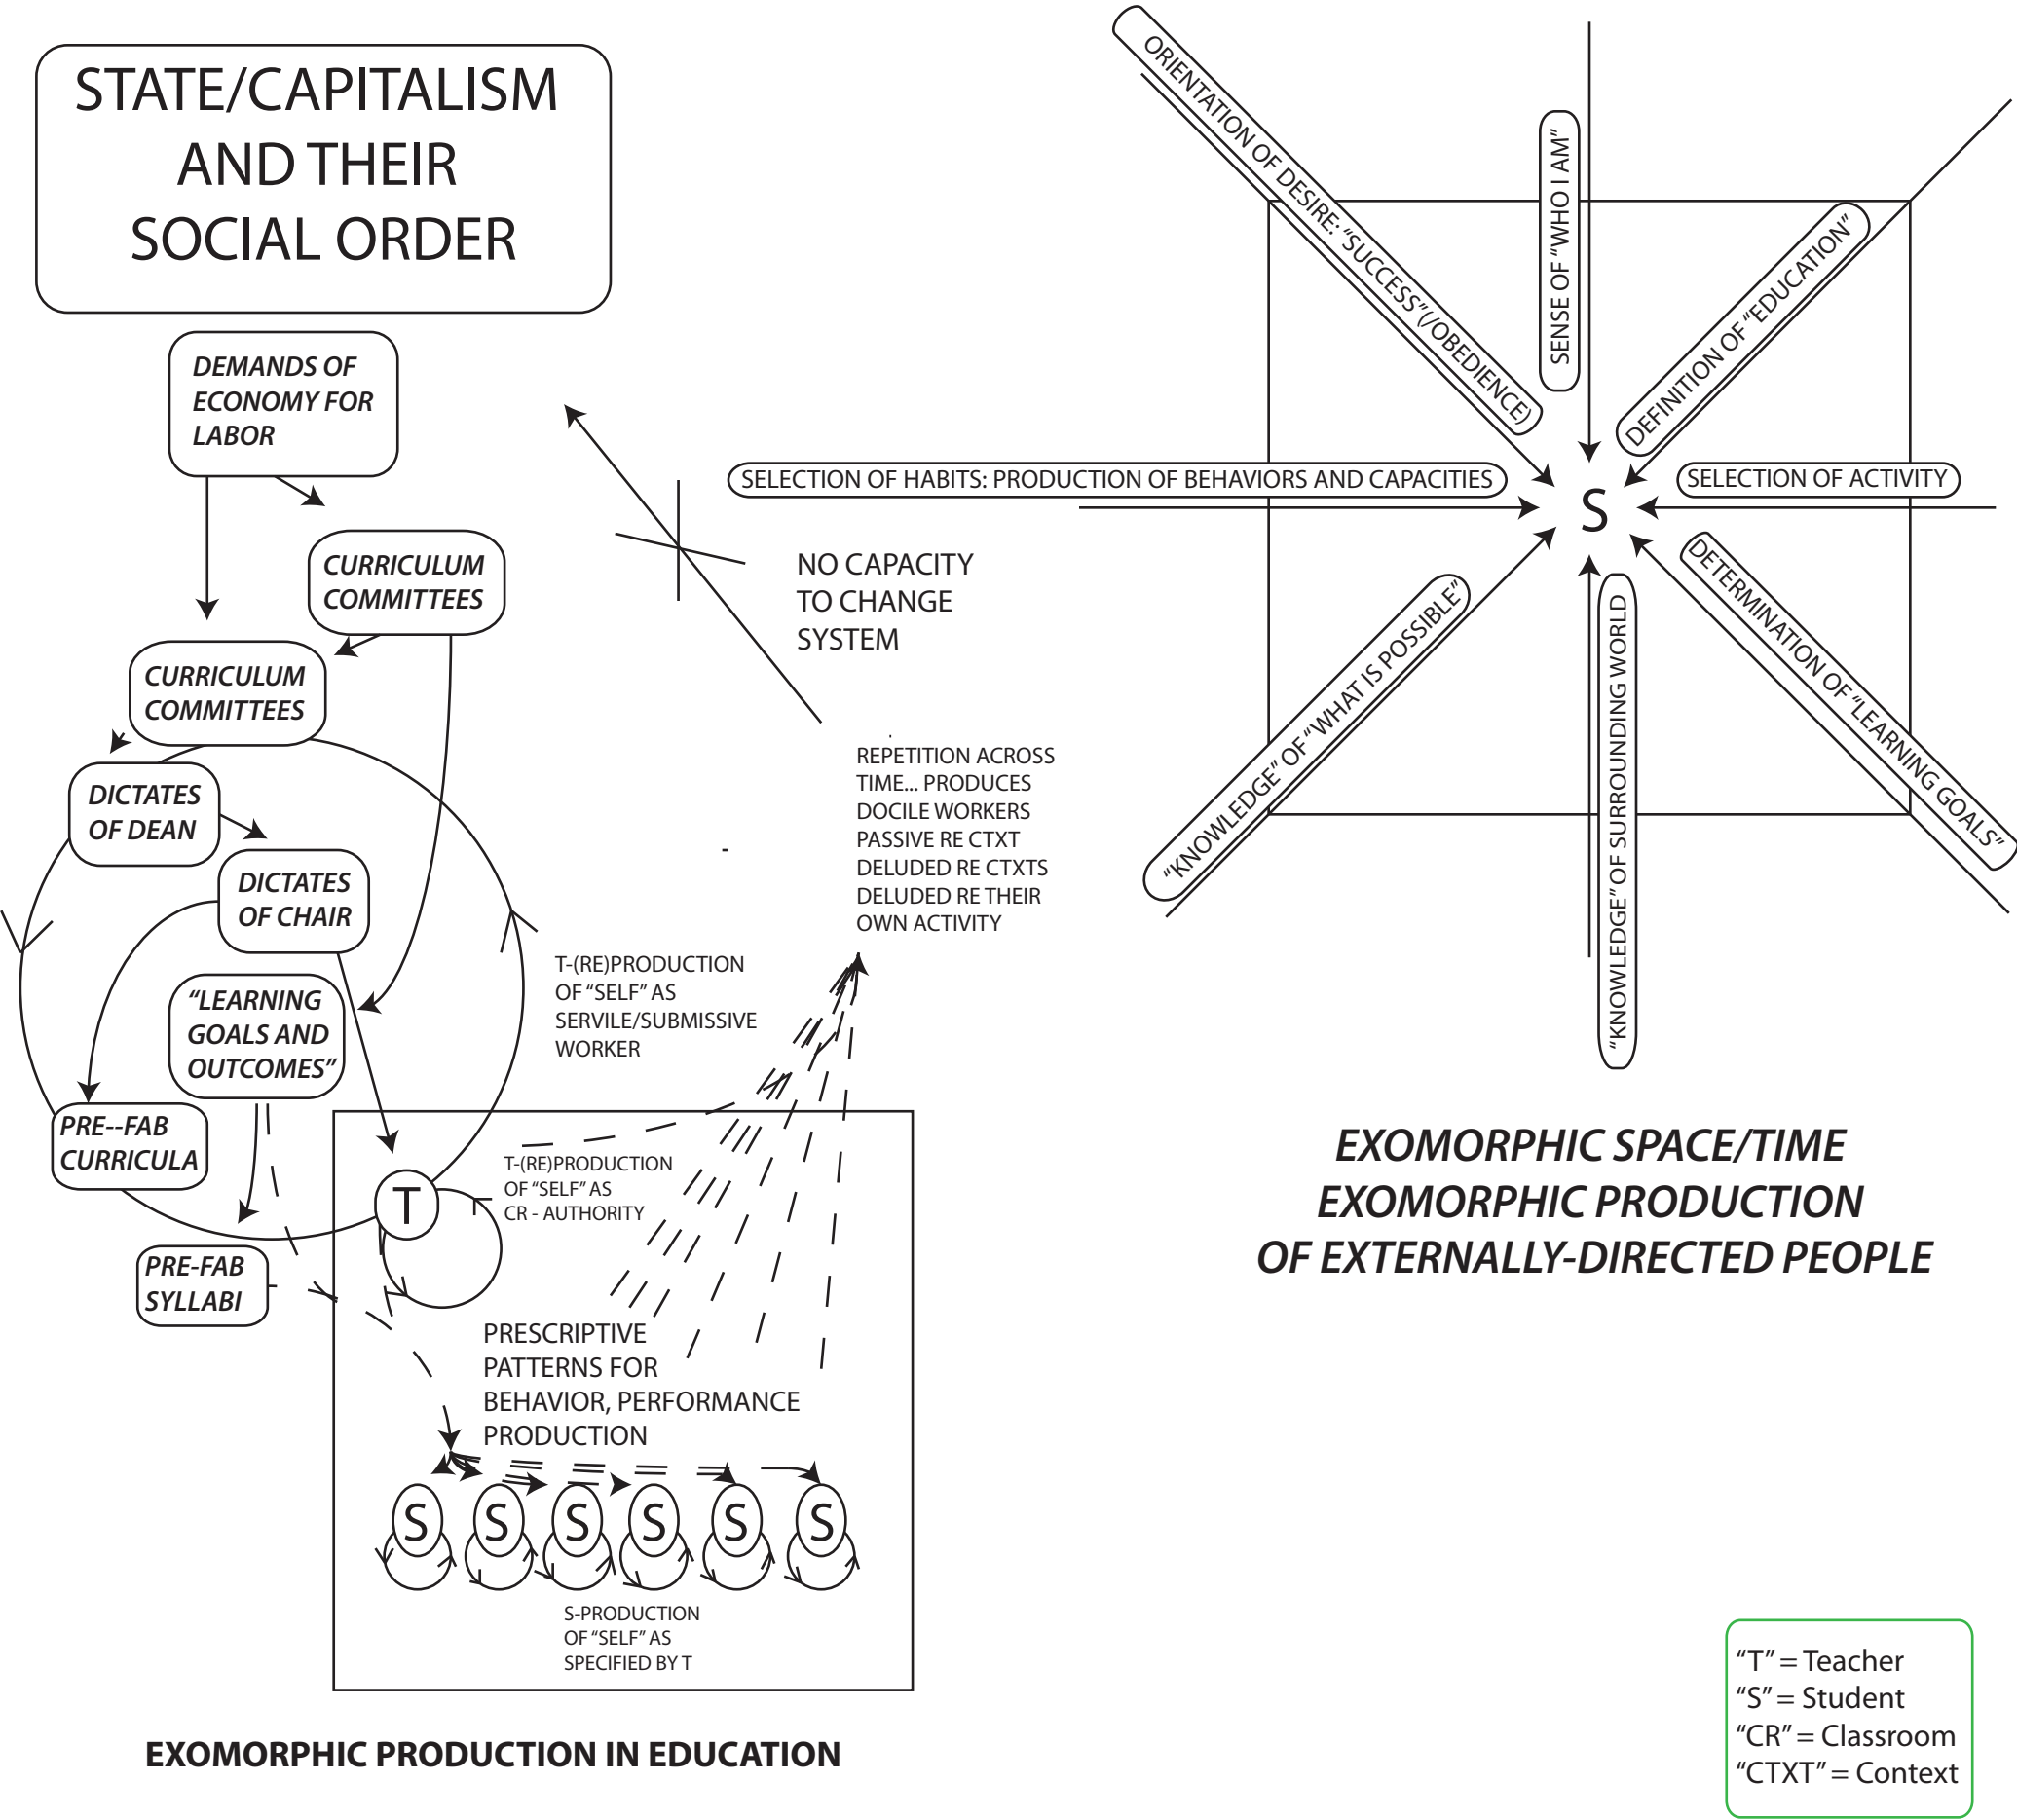 STATE/CAPITALISM
AND THEIR
SOCIAL ORDER
DEMANDS OF
ECONOMY FOR
LABOR
CURRICULUM
COMMITTEES
CURRICULUM
COMMITTEES
DICTATES
OF DEAN
DICTATES
OF CHAIR
“LEARNING
GOALS AND
OUTCOMES”
PRE--FAB
CURRICULA
PRE-FAB
SYLLABI
T-(RE)PRODUCTION
OF “SELF” AS
SERVILE/SUBMISSIVE
WORKER
T
T-(RE)PRODUCTION
OF “SELF” AS
CR - AUTHORITY
PRESCRIPTIVE
PATTERNS FOR
BEHAVIOR, PERFORMANCE
PRODUCTION
S S S S S S
S-PRODUCTION
OF “SELF” AS
SPECIFIED BY T
EXOMORPHIC PRODUCTION IN EDUCATION
NO CAPACITY
TO CHANGE
SYSTEM
REPETITION ACROSS
TIME... PRODUCES
DOCILE WORKERS
PASSIVE RE CTXT
DELUDED RE CTXTS
DELUDED RE THEIR
OWN ACTIVITY
ORIENTATION OF DESIRE: “SUCCESS”(/OBEDIENCE)
SENSE OF “WHO I AM”
DEFINITION OF “EDUCATION”
SELECTION OF HABITS: PRODUCTION OF BEHAVIORS AND CAPACITIES
SELECTION OF ACTIVITY
S
“KNOWLEDGE” OF “WHAT IS POSSIBLE”
“KNOWLEDGE” OF SURROUNDING WORLD
DETERMINATION OF “LEARNING GOALS”
EXOMORPHIC SPACE/TIME
EXOMORPHIC PRODUCTION
OF EXTERNALLY-DIRECTED PEOPLE
“T” = Teacher
“S” = Student
“CR” = Classroom
“CTXT” = Context